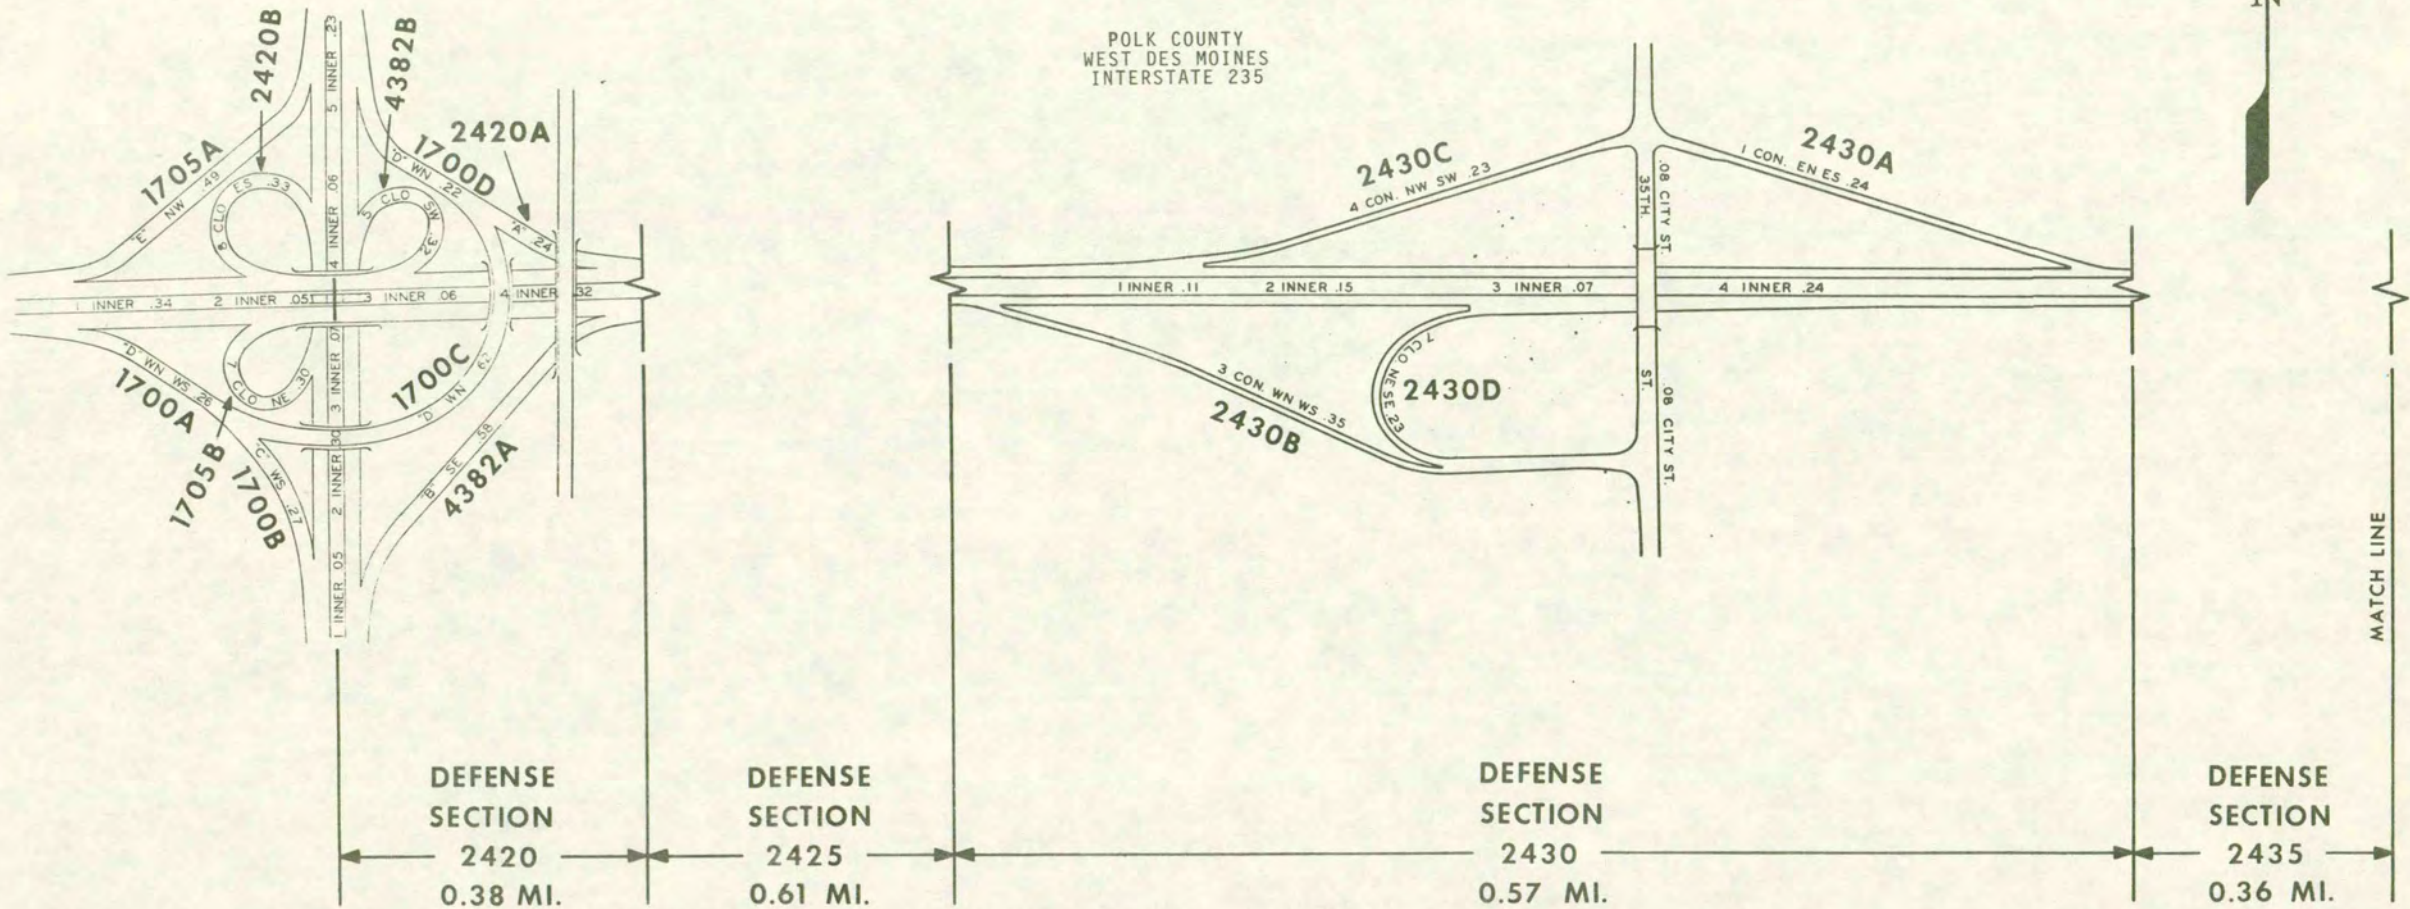 POLK COUNTY
WEST DES MOINES
INTERSTATE 235
N
2420B
4382B
2420A
1705A
1700D
5 INNER .23
"E" NW .49
8 CLO ES .33
4 INNER .06
5 CLO SW .32
"D" WN .22
"A" .24
1 INNER .34
2 INNER .051
3 INNER .06
4 INNER .32
"D" WN WS .26
1700A
7 CLO NE .30
1705B
3 INNER .07
.30
1700C
"D" WN .62
"C" WS .27
1700B
2 INNER
"B" SE .58
4382A
1 INNER .05
2430C
4 CON. NW SW .23
2430A
1 CON. EN ES .24
35TH.
ST.
.08 CITY ST.
.08 CITY ST.
1 INNER .11
2 INNER .15
3 INNER .07
4 INNER .24
7 CLO NE SE .23
2430D
3 CON. WN WS .35
2430B
MATCH LINE
DEFENSE
SECTION
2420
0.38 MI.
DEFENSE
SECTION
2425
0.61 MI.
DEFENSE
SECTION
2430
0.57 MI.
DEFENSE
SECTION
2435
0.36 MI.